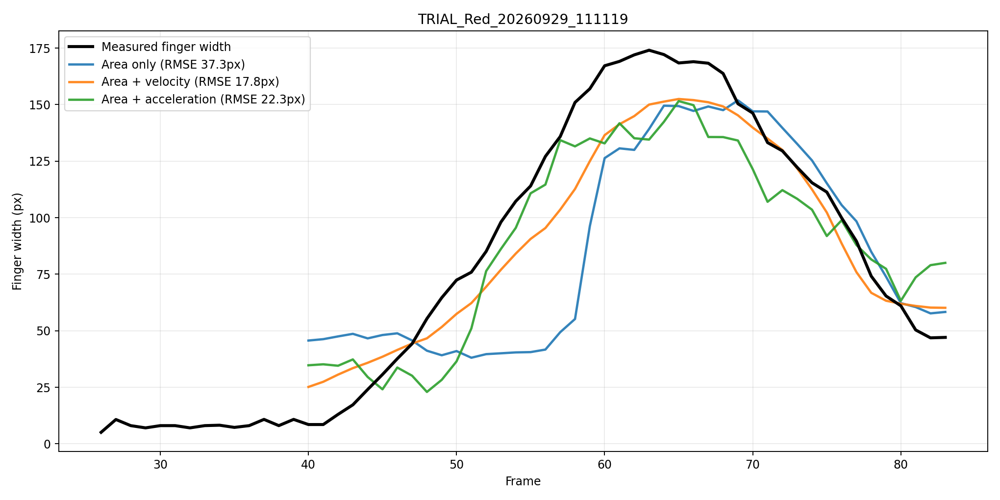 TRIAL_Red_20260929_111119
Measured finger width
Area only (RMSE 37.3px)
Area + velocity (RMSE 17.8px)
Area + acceleration (RMSE 22.3px)
175
150
125
100
75
50
25
0
Finger width (px)
30 40 50 60 70 80
Frame